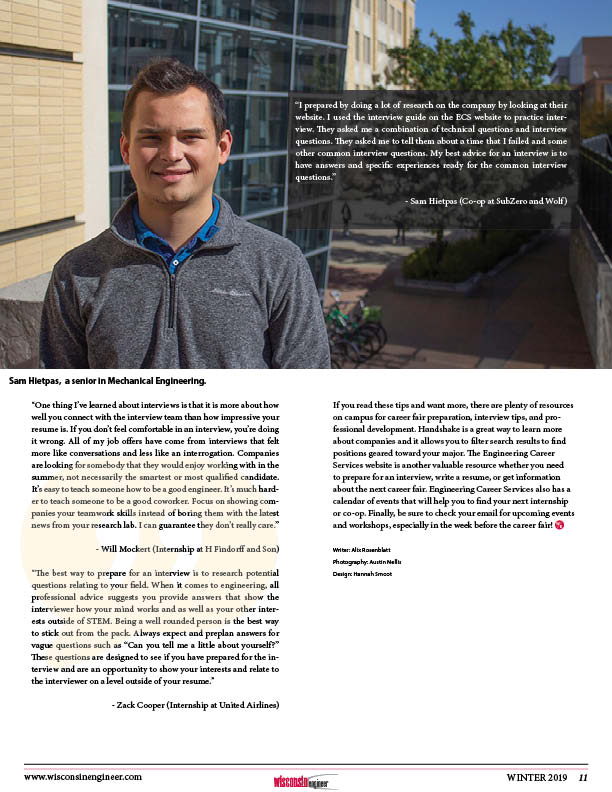 “I prepared by doing a lot of research on the company by looking at their
website. I used the interview guide on the ECS website to practice inter-
view. They asked me a combination of technical questions and interview
questions. They asked me to tell them about a time that I failed and some
other common interview questions. My best advice for an interview is to
have answers and specific experiences ready for the common interview
questions.”
- Sam Hietpas (Co-op at SubZero and Wolf)
Sam Hietpas, a senior in Mechanical Engineering.
“One thing I’ve learned about interviews is that it is more about how
well you connect with the interview team than how impressive your
resume is. If you don’t feel comfortable in an interview, you’re doing
it wrong. All of my job offers have come from interviews that felt
more like conversations and less like an interrogation. Companies
are looking for somebody that they would enjoy working with in the
summer, not necessarily the smartest or most qualified candidate.
It’s easy to teach someone how to be a good engineer. It’s much hard-
er to teach someone to be a good coworker. Focus on showing com-
panies your teamwork skills instead of boring them with the latest
news from your research lab. I can guarantee they don’t really care.”
- Will Mockert (Internship at H Findorff and Son)
“The best way to prepare for an interview is to research potential
questions relating to your field. When it comes to engineering, all
professional advice suggests you provide answers that show the
interviewer how your mind works and as well as your other inter-
ests outside of STEM. Being a well rounded person is the best way
to stick out from the pack. Always expect and preplan answers for
vague questions such as “Can you tell me a little about yourself?”
These questions are designed to see if you have prepared for the in-
terview and are an opportunity to show your interests and relate to
the interviewer on a level outside of your resume.”
- Zack Cooper (Internship at United Airlines)
If you read these tips and want more, there are plenty of resources
on campus for career fair preparation, interview tips, and pro-
fessional development. Handshake is a great way to learn more
about companies and it allows you to filter search results to find
positions geared toward your major. The Engineering Career
Services website is another valuable resource whether you need
to prepare for an interview, write a resume, or get information
about the next career fair. Engineering Career Services also has a
calendar of events that will help you to find your next internship
or co-op. Finally, be sure to check your email for upcoming events
and workshops, especially in the week before the career fair!
Writer: Alix Rosenblatt
Photography: Austin Nellis
Design: Hannah Smoot
www.wisconsinengineer.com
wisconsin engineer
WINTER 2019 11